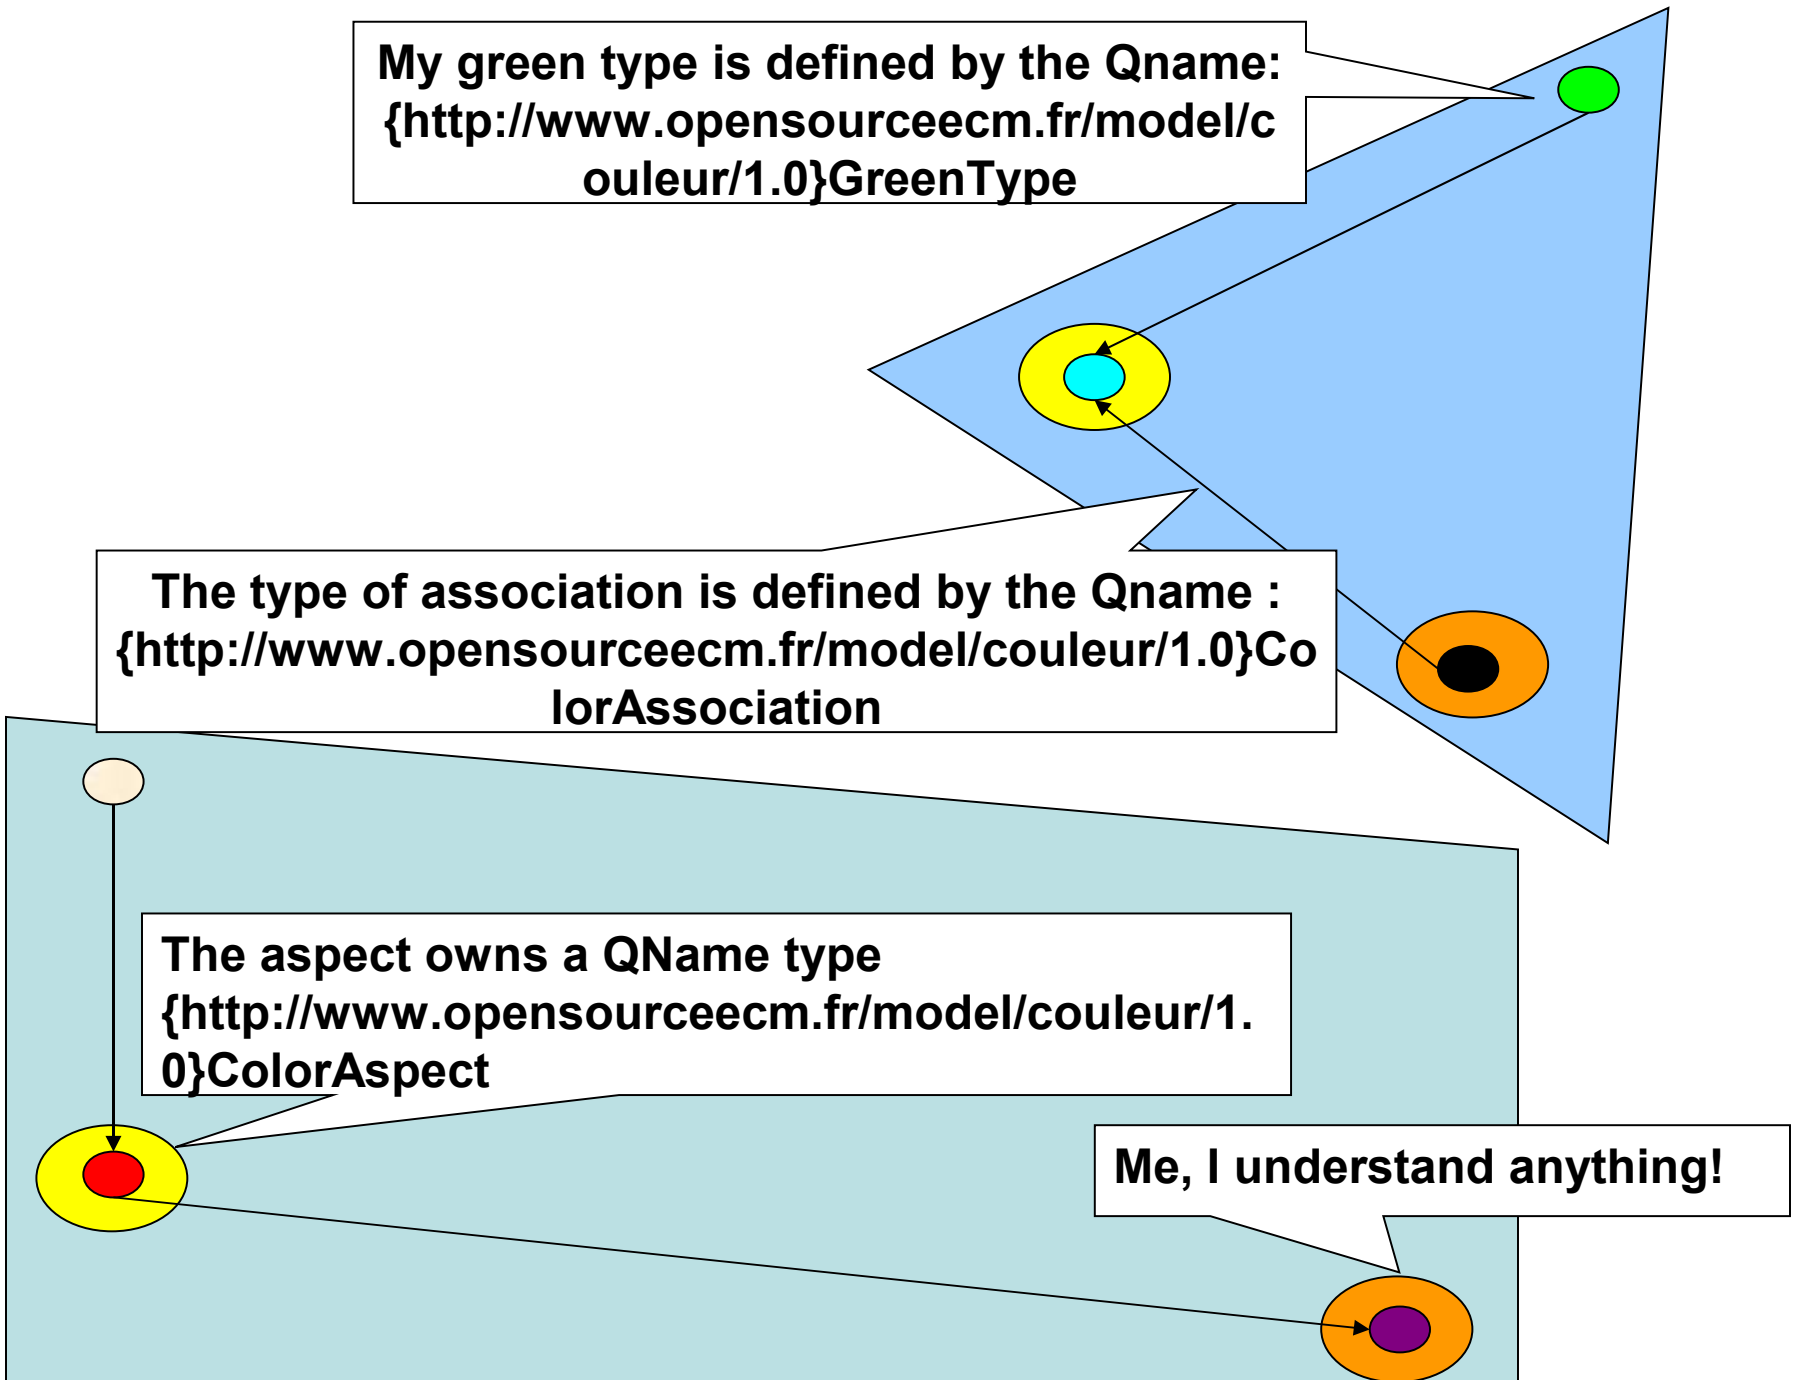 My green type is defined by the Qname:
{http://www.opensourceecm.fr/model/c
ouleur/1.0}GreenType
The type of association is defined by the Qname :
{http://www.opensourceecm.fr/model/couleur/1.0}Co
lorAssociation
The aspect owns a QName type
{http://www.opensourceecm.fr/model/couleur/1.
0}ColorAspect
Me, I understand anything!